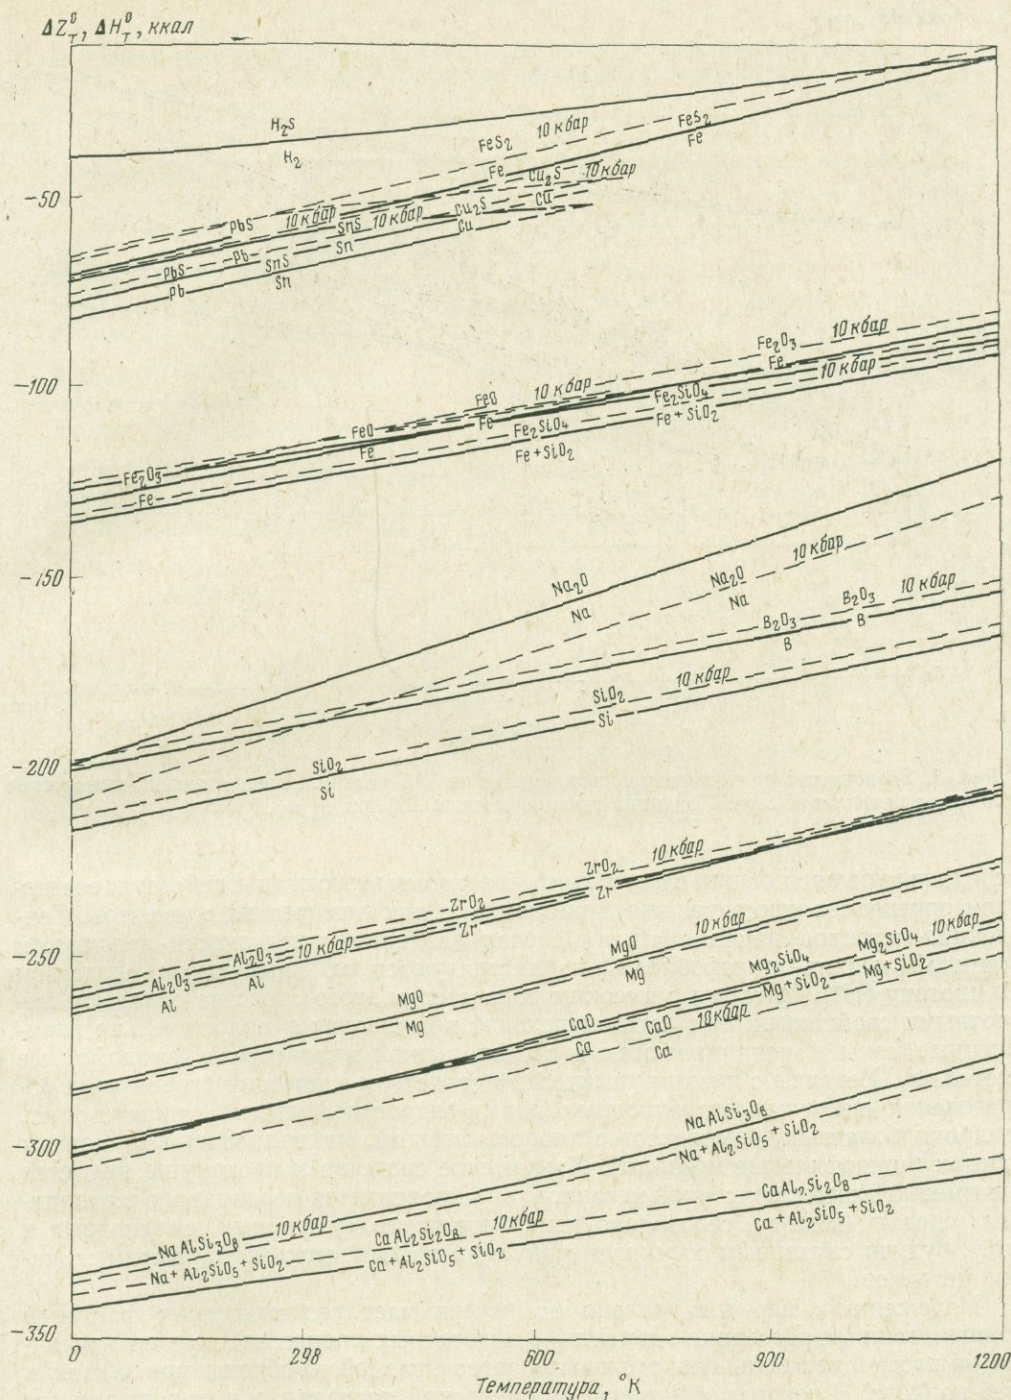 ΔZ⁰_T, ΔH⁰_T, ккал
H₂S
H₂
FeS₂
10 кбар
FeS₂
Fe
Fe
Cu₂S
10 кбар
−50
PbS
10 кбар
SnS
10 кбар
Cu₂S
Cu
Cu
PbS
Pb
SnS
Sn
Pb
Sn
Fe₂O₃
10 кбар
Fe
−100
FeO
10 кбар
10 кбар
FeO
Fe
Fe₂SiO₄
Fe
Fe₂SiO₄
Fe + SiO₂
Fe₂O₃
Fe + SiO₂
Fe
−150
Na₂O
Na
Na₂O
10 кбар
Na
B₂O₃
10 кбар
B₂O₃
B
B
SiO₂
10 кбар
Si
−200
SiO₂
Si
ZrO₂
10 кбар
ZrO₂
Zr
Zr
−250
Al₂O₃
10 кбар
Al₂O₃
Al
Al
MgO
10 кбар
Mg
Mg₂SiO₄
10 кбар
Mg₂SiO₄
Mg + SiO₂
Mg + SiO₂
MgO
Mg
CaO
CaO
10 кбар
Ca
Ca
−300
NaAlSi₃O₈
Na + Al₂SiO₅ + SiO₂
CaAl₂Si₂O₈
Ca + Al₂SiO₅ + SiO₂
NaAlSi₃O₈
10 кбар
CaAl₂Si₂O₈
10 кбар
Na + Al₂SiO₅ + SiO₂
Ca + Al₂SiO₅ + SiO₂
−350
0
298
600
900
1200
Температура, °К